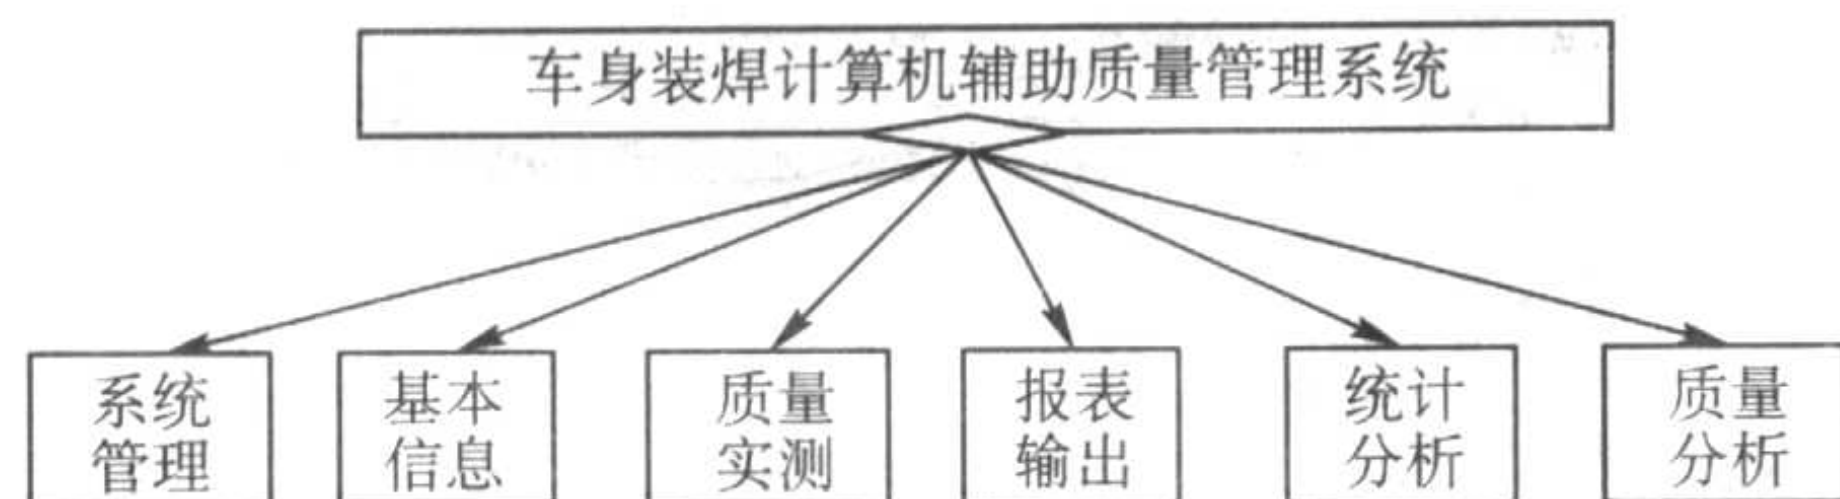 车身装焊计算机辅助质量管理系统
系统
管理
基本
信息
质量
实测
报表
输出
统计
分析
质量
分析